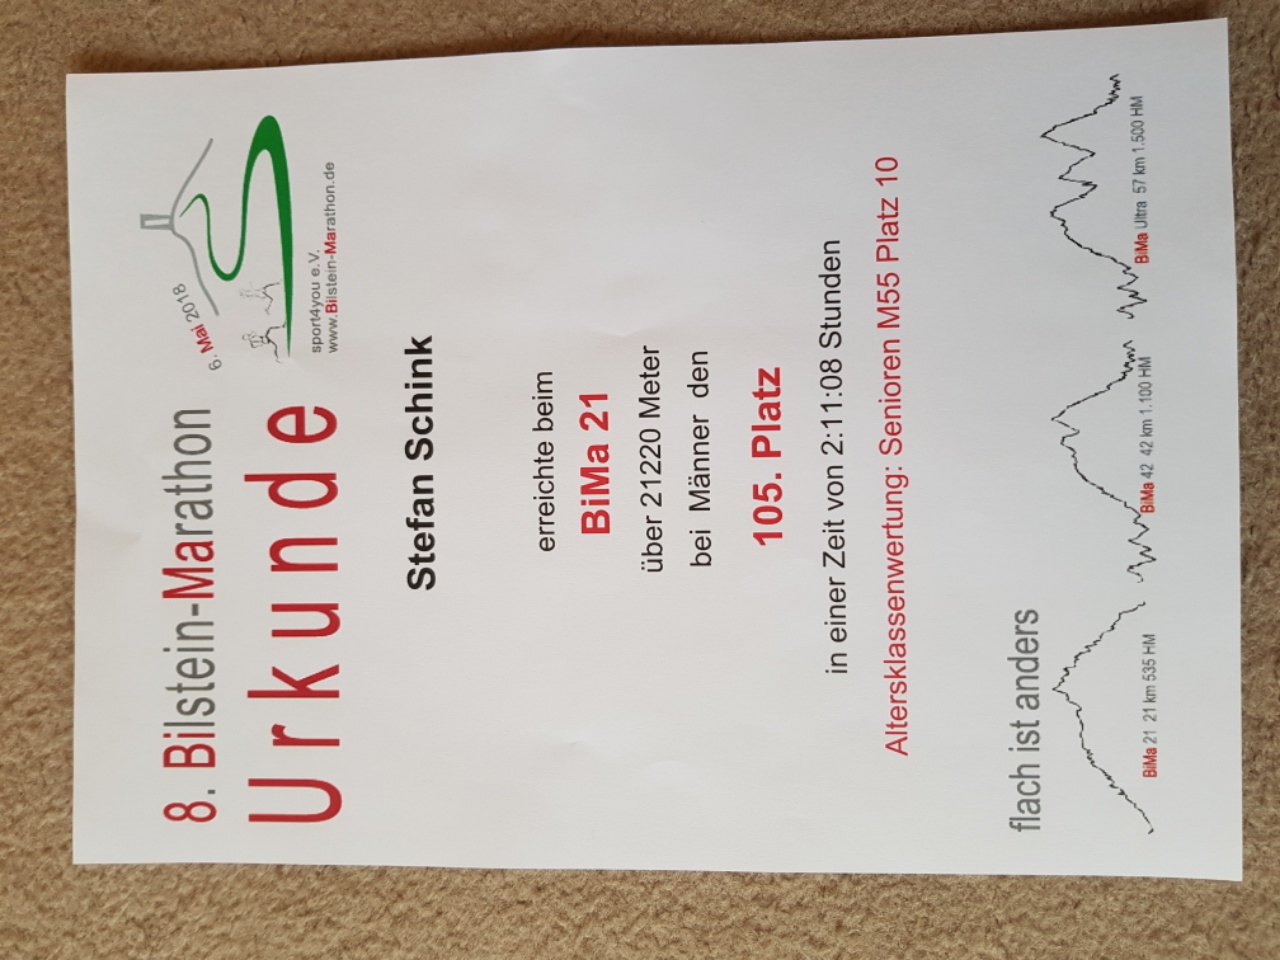 8. Bilstein-Marathon
Urkunde
6. Mai 2018
sport4you e.V.
www.Bilstein-Marathon.de
Stefan Schink
erreichte beim
BiMa 21
über 21220 Meter
bei Männer den
105. Platz
in einer Zeit von 2:11:08 Stunden
Altersklassenwertung: Senioren M55 Platz 10
flach ist anders
BiMa 21 21 km 535 HM
BiMa 42 42 km 1.100 HM
BiMa Ultra 57 km 1.500 HM